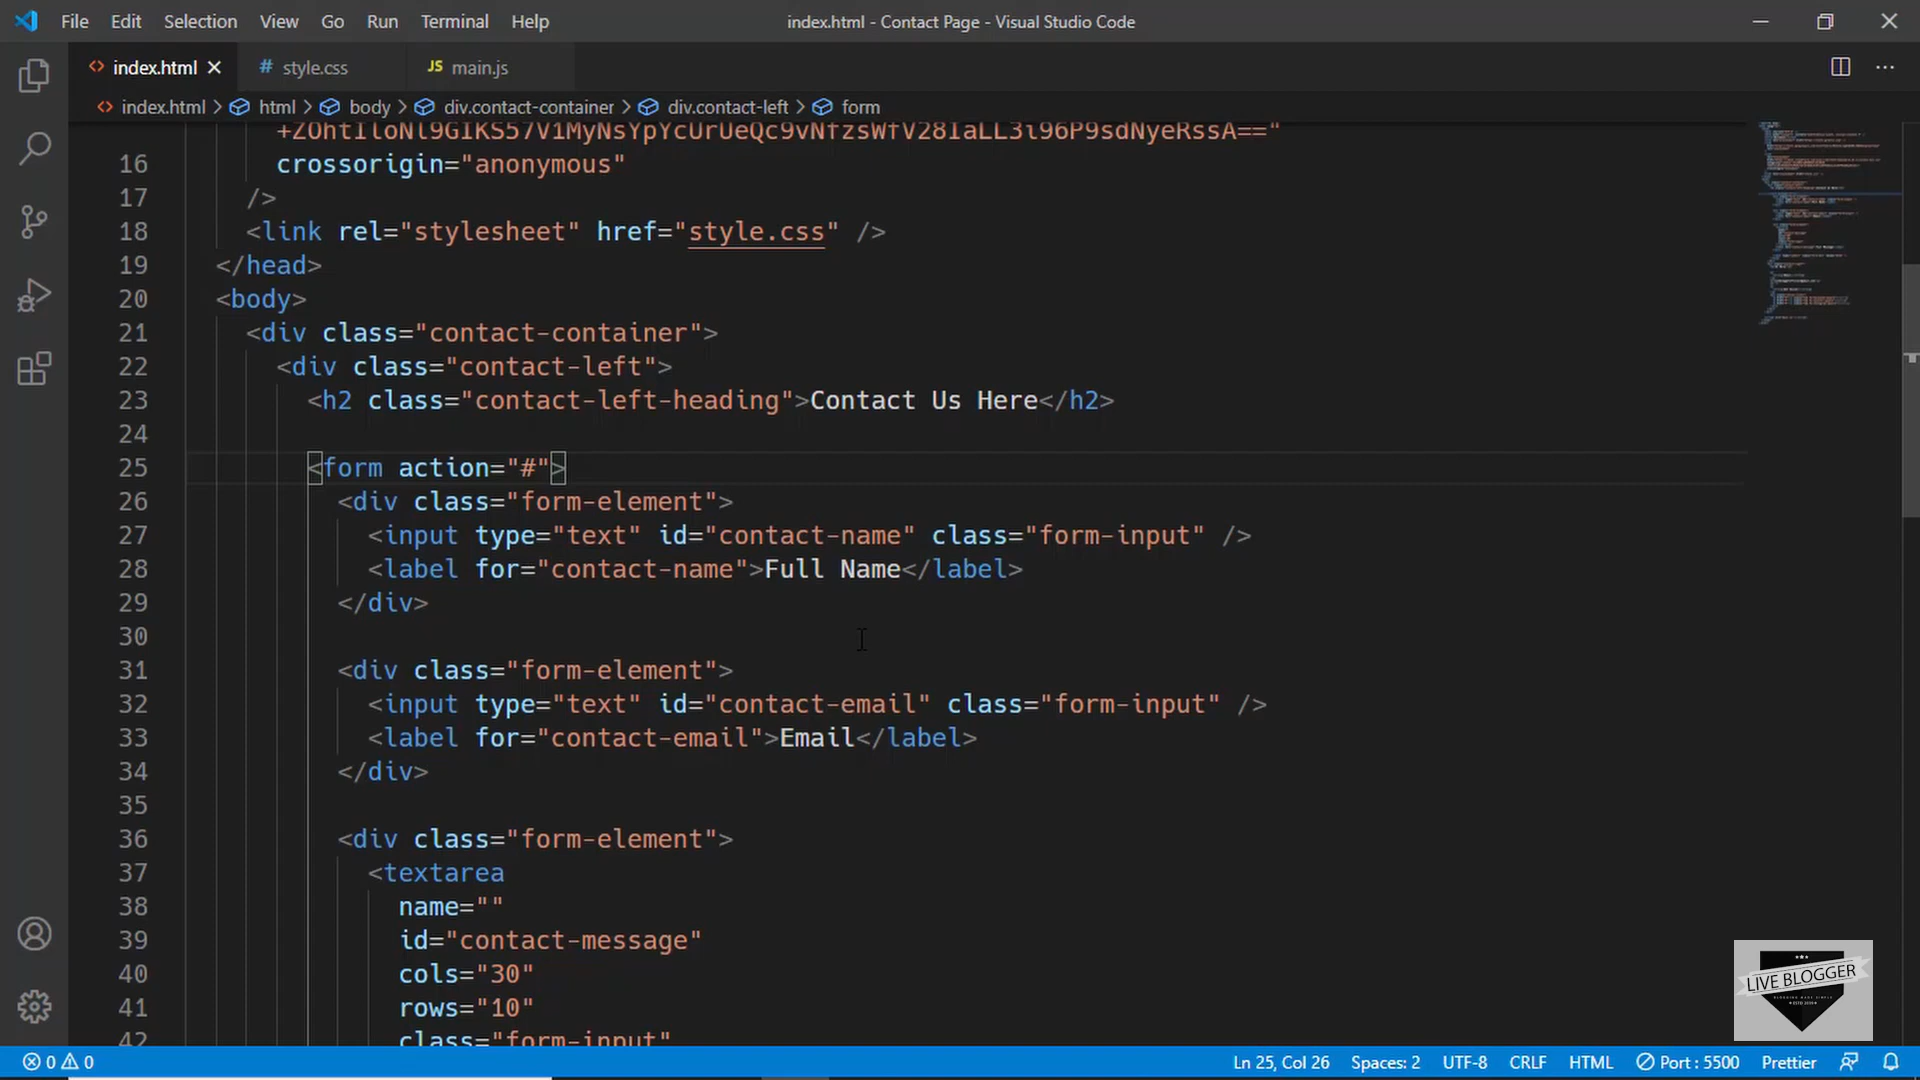 File Edit Selection View Go Run Terminal Help index.html - Contact Page - Visual Studio Code
index.html style.css JS main.js
index.html > html > body > div.contact-container > div.contact-left > form
16 crossorigin="anonymous"
17 />
18 <link rel="stylesheet" href="style.css" />
19 </head>
20 <body>
21 <div class="contact-container">
22 <div class="contact-left">
23 <h2 class="contact-left-heading">Contact Us Here</h2>
24
25 <form action="#">
26 <div class="form-element">
27 <input type="text" id="contact-name" class="form-input" />
28 <label for="contact-name">Full Name</label>
29 </div>
30
31 <div class="form-element">
32 <input type="text" id="contact-email" class="form-input" />
33 <label for="contact-email">Email</label>
34 </div>
35
36 <div class="form-element">
37 <textarea
38 name=""
39 id="contact-message"
40 cols="30"
41 rows="10"
42 class="form-input"
LIVE BLOGGER
0 0 Ln 25, Col 26 Spaces: 2 UTF-8 CRLF HTML Port : 5500 Prettier